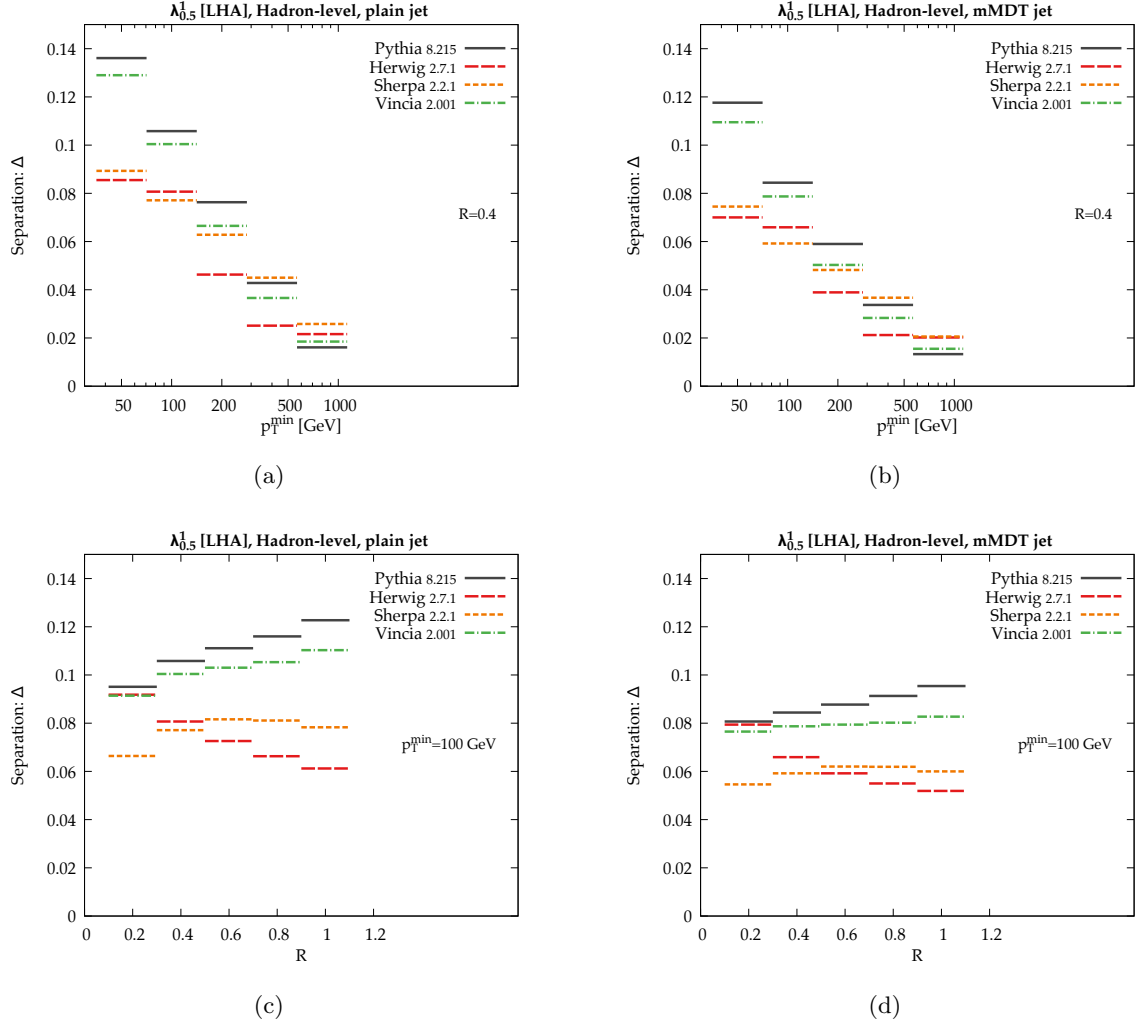 λ¹₀.₅ [LHA], Hadron-level, plain jet
Pythia 8.215
Herwig 2.7.1
Sherpa 2.2.1
Vincia 2.001
R=0.4
Separation: Δ
0.14
0.12
0.1
0.08
0.06
0.04
0.02
0
50 100 200 500 1000
p_T^min [GeV]
(a)
λ¹₀.₅ [LHA], Hadron-level, mMDT jet
Pythia 8.215
Herwig 2.7.1
Sherpa 2.2.1
Vincia 2.001
R=0.4
Separation: Δ
0.14
0.12
0.1
0.08
0.06
0.04
0.02
0
50 100 200 500 1000
p_T^min [GeV]
(b)
λ¹₀.₅ [LHA], Hadron-level, plain jet
Pythia 8.215
Herwig 2.7.1
Sherpa 2.2.1
Vincia 2.001
p_T^min=100 GeV
Separation: Δ
0.14
0.12
0.1
0.08
0.06
0.04
0.02
0
0 0.2 0.4 0.6 0.8 1 1.2
R
(c)
λ¹₀.₅ [LHA], Hadron-level, mMDT jet
Pythia 8.215
Herwig 2.7.1
Sherpa 2.2.1
Vincia 2.001
p_T^min=100 GeV
Separation: Δ
0.14
0.12
0.1
0.08
0.06
0.04
0.02
0
0 0.2 0.4 0.6 0.8 1 1.2
R
(d)